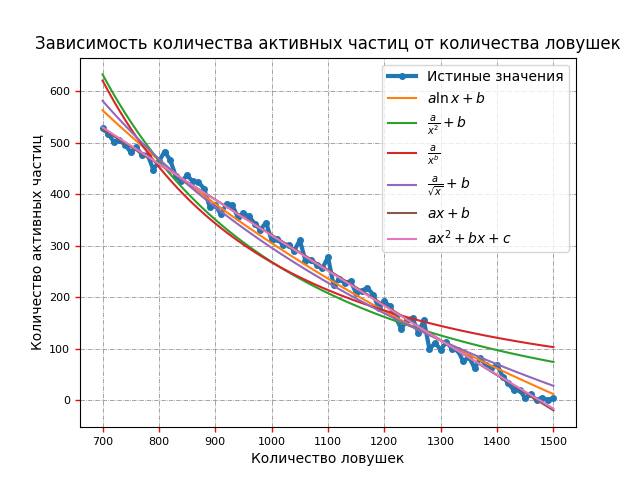 Зависимость количества активных частиц от количества ловушек
Количество активных частиц
600
500
400
300
200
100
0
Истиные значения
a ln x + b
a/x² + b
a/x^b
a/√x + b
ax + b
ax² + bx + c
700 800 900 1000 1100 1200 1300 1400 1500
Количество ловушек